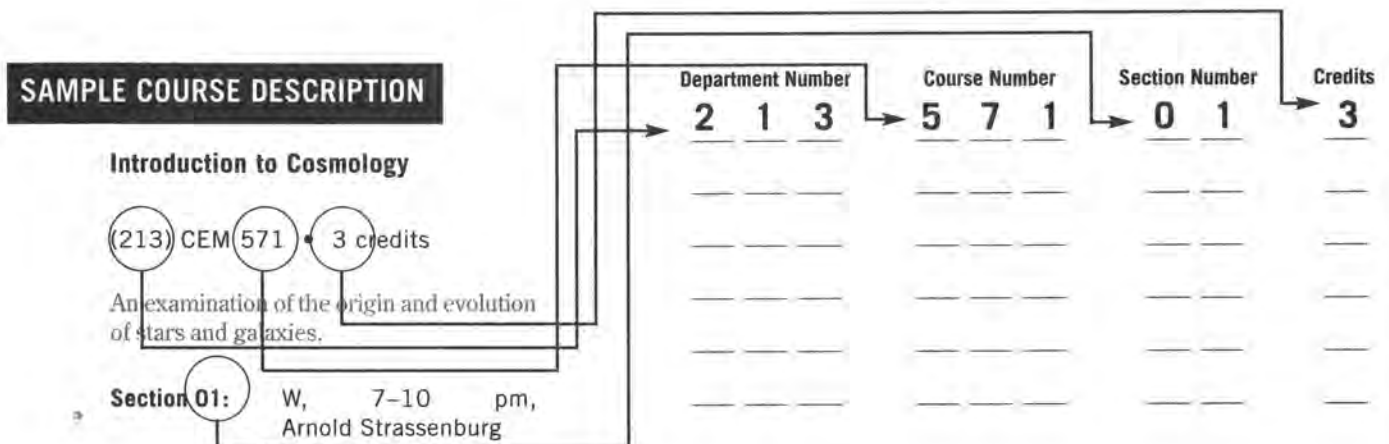 SAMPLE COURSE DESCRIPTION
Introduction to Cosmology
(213) CEM 571 • 3 credits
An examination of the origin and evolution
of stars and galaxies.
Section 01: W, 7–10 pm,
Arnold Strassenburg
Department Number Course Number Section Number Credits
2 1 3 5 7 1 0 1 3